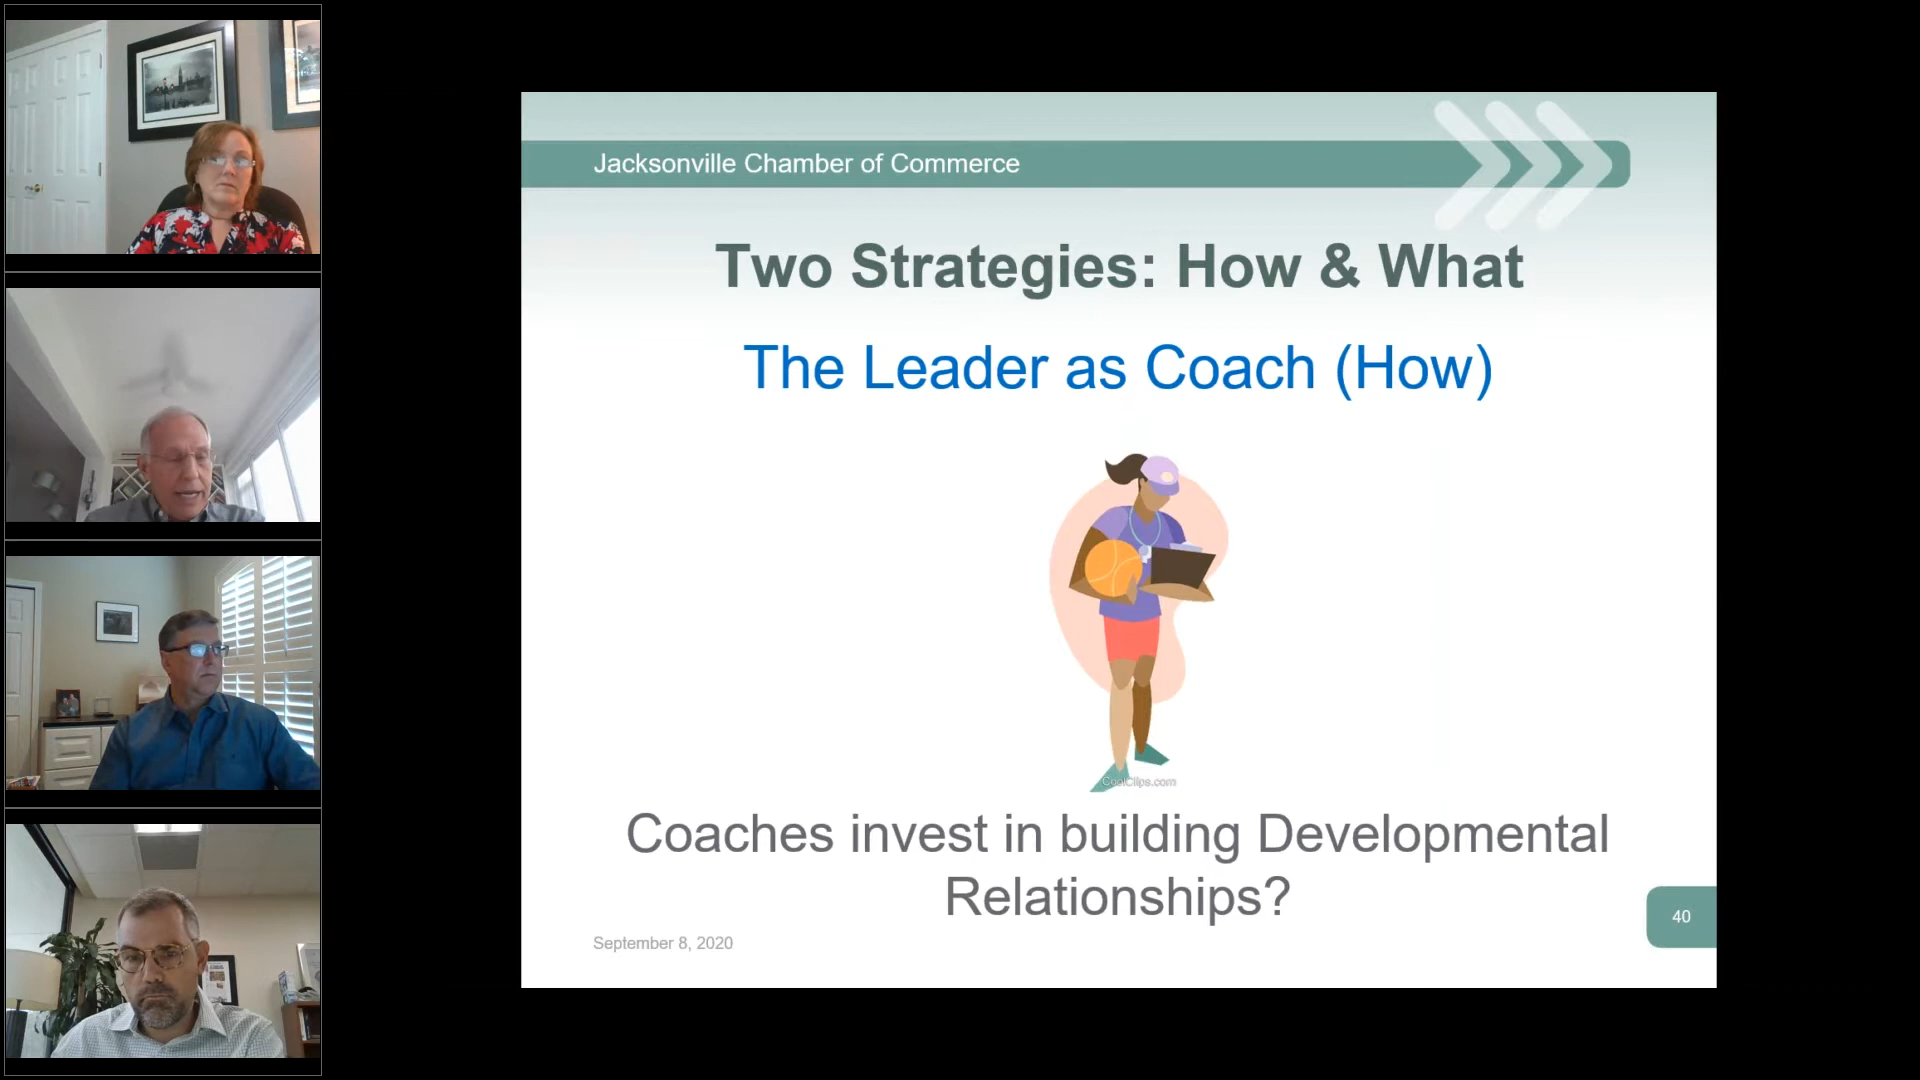 Jacksonville Chamber of Commerce
Two Strategies: How & What
The Leader as Coach (How)
CoolClips.com
Coaches invest in building Developmental
Relationships?
40
September 8, 2020